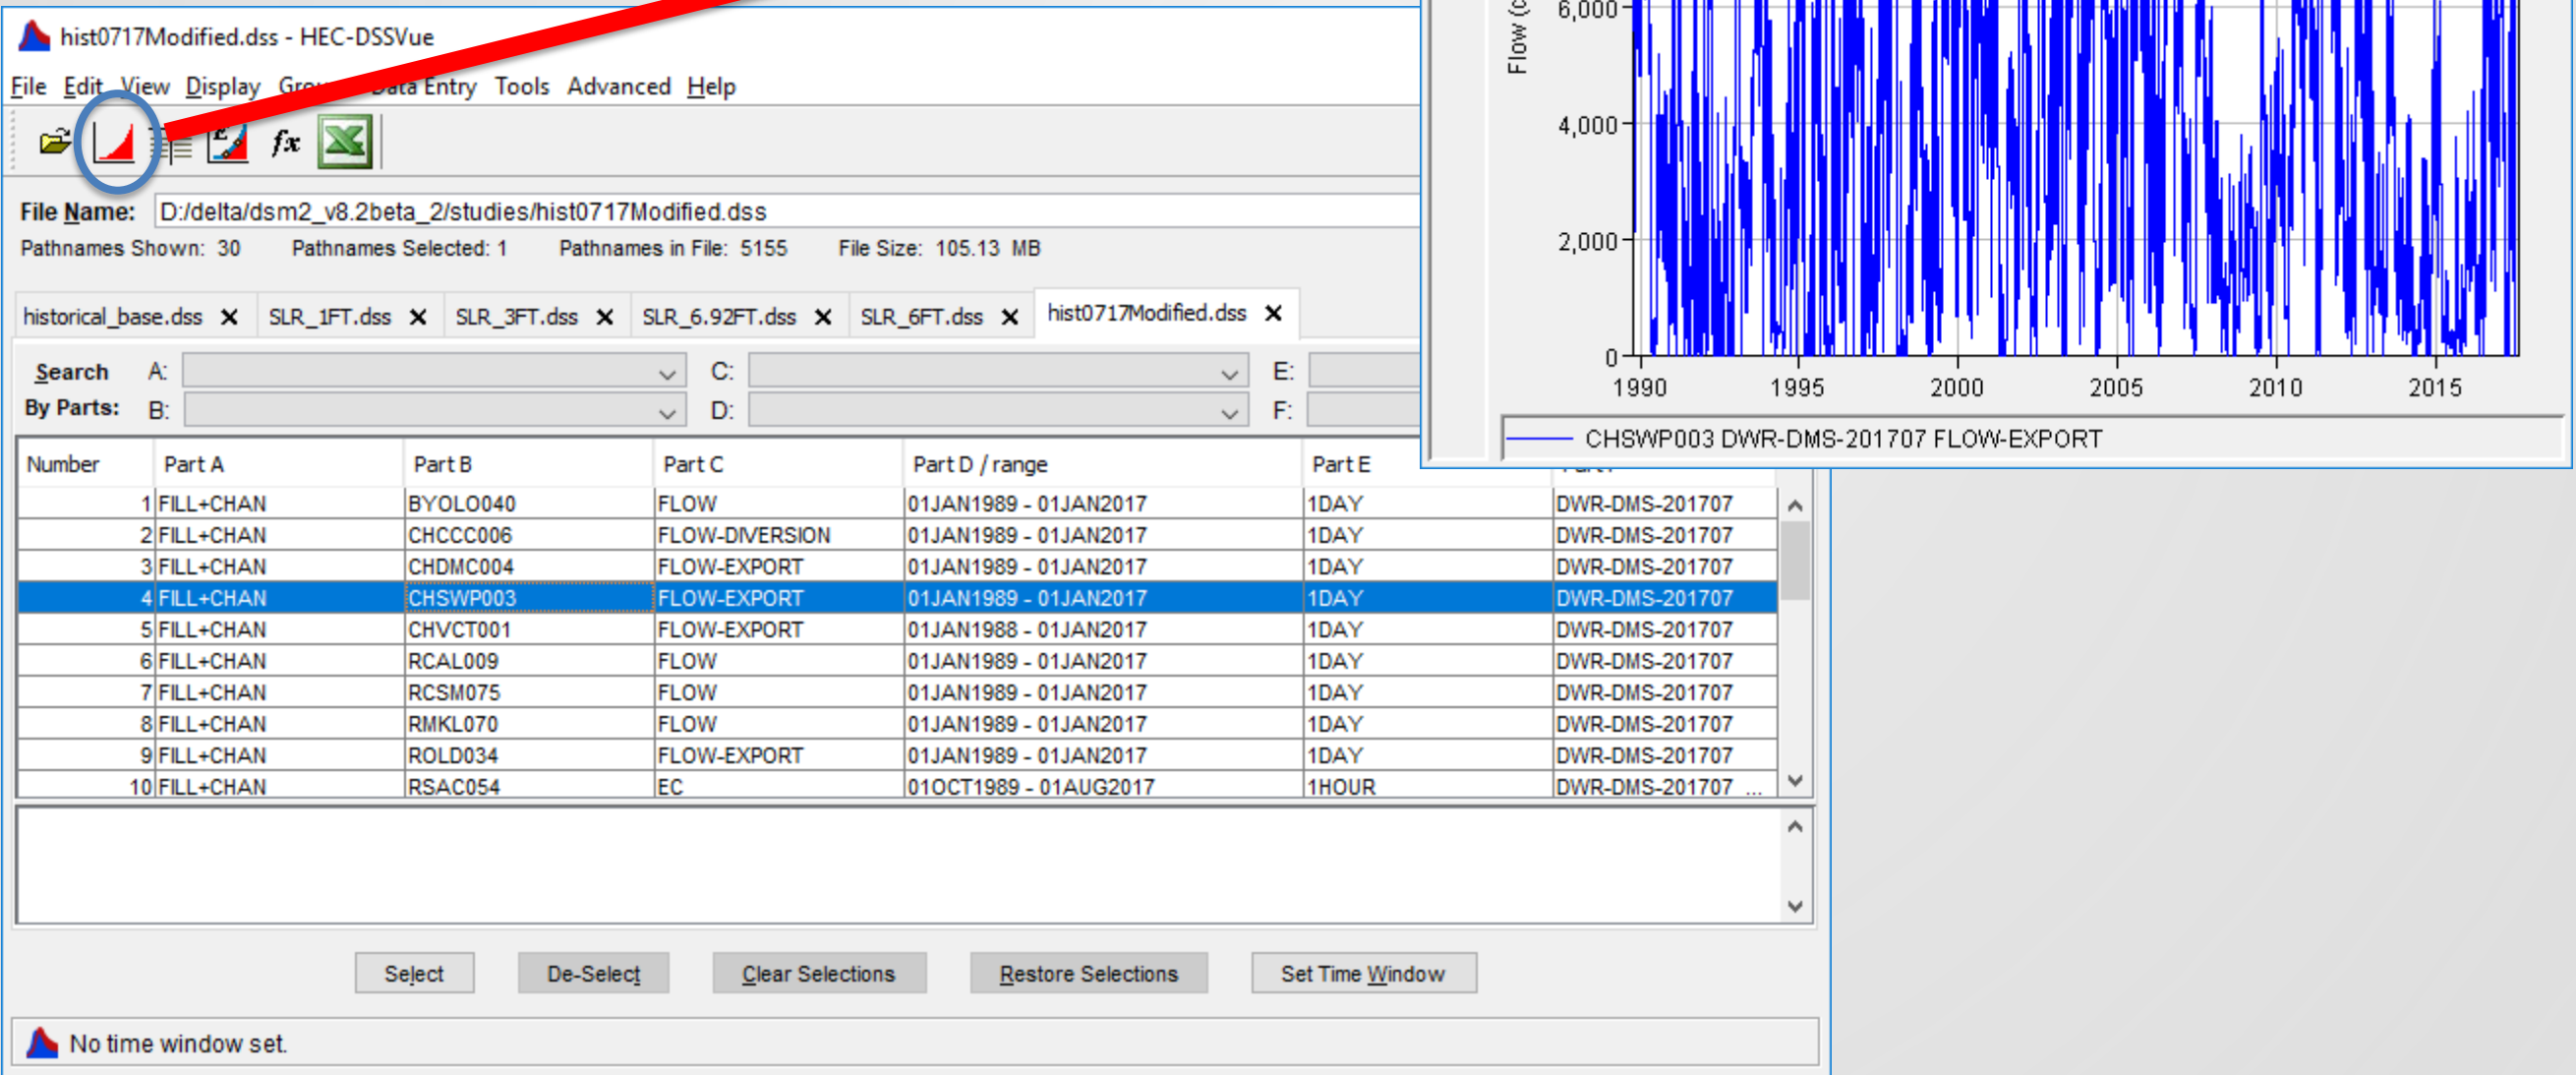 hist0717Modified.dss - HEC-DSSVue
File Edit View Display Data Entry Tools Advanced Help
fx
File Name: D:/delta/dsm2_v8.2beta_2/studies/hist0717Modified.dss
Pathnames Shown: 30 Pathnames Selected: 1 Pathnames in File: 5155 File Size: 105.13 MB
historical_base.dss SLR_1FT.dss SLR_3FT.dss SLR_6.92FT.dss SLR_6FT.dss hist0717Modified.dss
Search A: C: E:
By Parts: B: D: F:
Number Part A Part B Part C Part D / range Part E
1 FILL+CHAN BYOLO040 FLOW 01JAN1989 - 01JAN2017 1DAY DWR-DMS-201707
2 FILL+CHAN CHCCC006 FLOW-DIVERSION 01JAN1989 - 01JAN2017 1DAY DWR-DMS-201707
3 FILL+CHAN CHDMC004 FLOW-EXPORT 01JAN1989 - 01JAN2017 1DAY DWR-DMS-201707
4 FILL+CHAN CHSWP003 FLOW-EXPORT 01JAN1989 - 01JAN2017 1DAY DWR-DMS-201707
5 FILL+CHAN CHVCT001 FLOW-EXPORT 01JAN1988 - 01JAN2017 1DAY DWR-DMS-201707
6 FILL+CHAN RCAL009 FLOW 01JAN1989 - 01JAN2017 1DAY DWR-DMS-201707
7 FILL+CHAN RCSM075 FLOW 01JAN1989 - 01JAN2017 1DAY DWR-DMS-201707
8 FILL+CHAN RMKL070 FLOW 01JAN1989 - 01JAN2017 1DAY DWR-DMS-201707
9 FILL+CHAN ROLD034 FLOW-EXPORT 01JAN1989 - 01JAN2017 1DAY DWR-DMS-201707
10 FILL+CHAN RSAC054 EC 01OCT1989 - 01AUG2017 1HOUR DWR-DMS-201707 ...
Select De-Select Clear Selections Restore Selections Set Time Window
No time window set.
Flow
6,000
4,000
2,000
0
1990 1995 2000 2005 2010 2015
CHSWP003 DWR-DMS-201707 FLOW-EXPORT